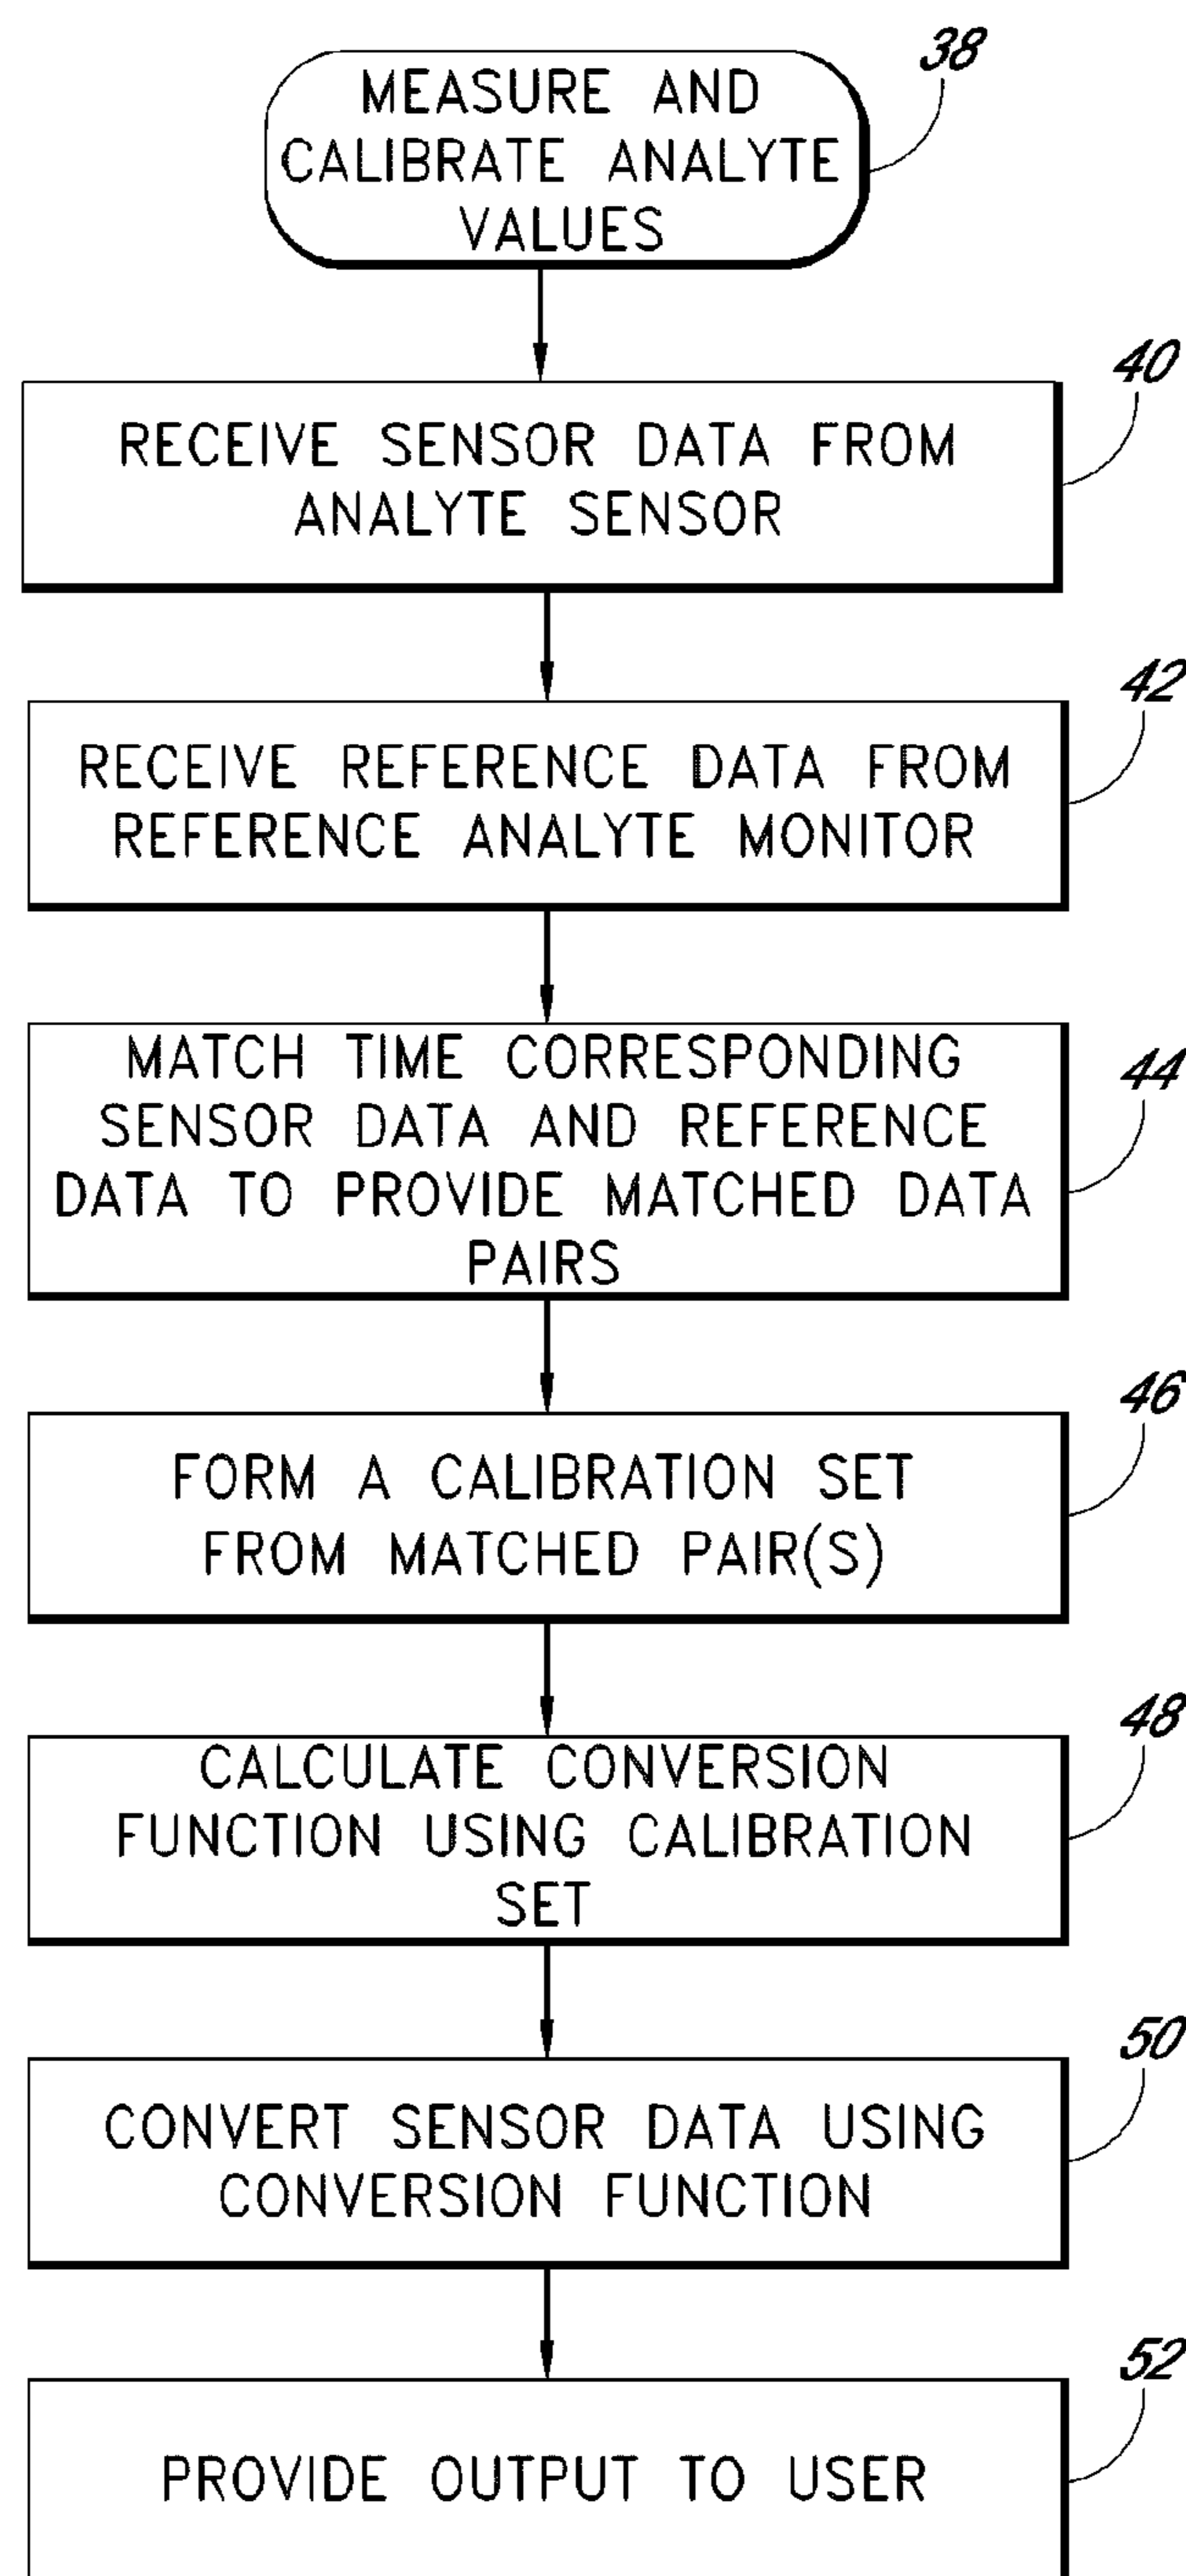 38
MEASURE AND
CALIBRATE ANALYTE
VALUES
40
RECEIVE SENSOR DATA FROM
ANALYTE SENSOR
42
RECEIVE REFERENCE DATA FROM
REFERENCE ANALYTE MONITOR
44
MATCH TIME CORRESPONDING
SENSOR DATA AND REFERENCE
DATA TO PROVIDE MATCHED DATA
PAIRS
46
FORM A CALIBRATION SET
FROM MATCHED PAIR(S)
48
CALCULATE CONVERSION
FUNCTION USING CALIBRATION
SET
50
CONVERT SENSOR DATA USING
CONVERSION FUNCTION
52
PROVIDE OUTPUT TO USER